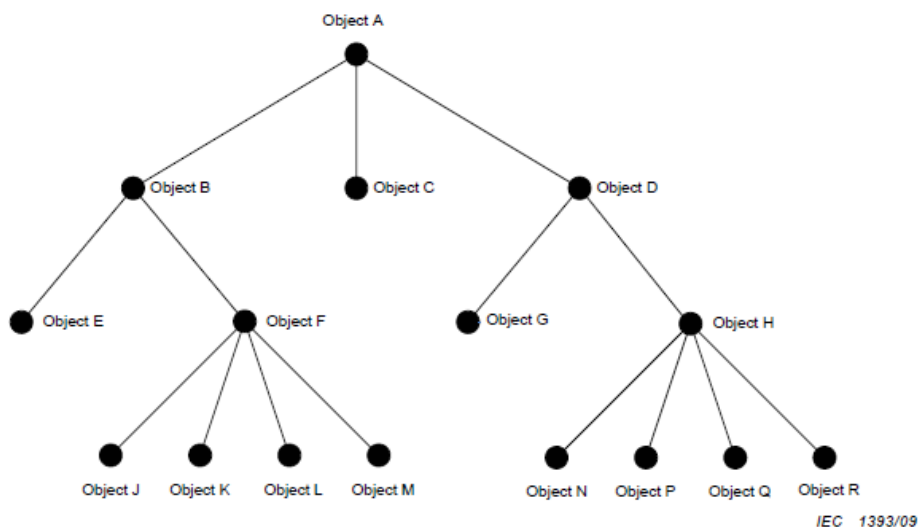 Object A
Object B
Object C
Object D
Object E
Object F
Object G
Object H
Object J
Object K
Object L
Object M
Object N
Object P
Object Q
Object R
IEC 1393/09